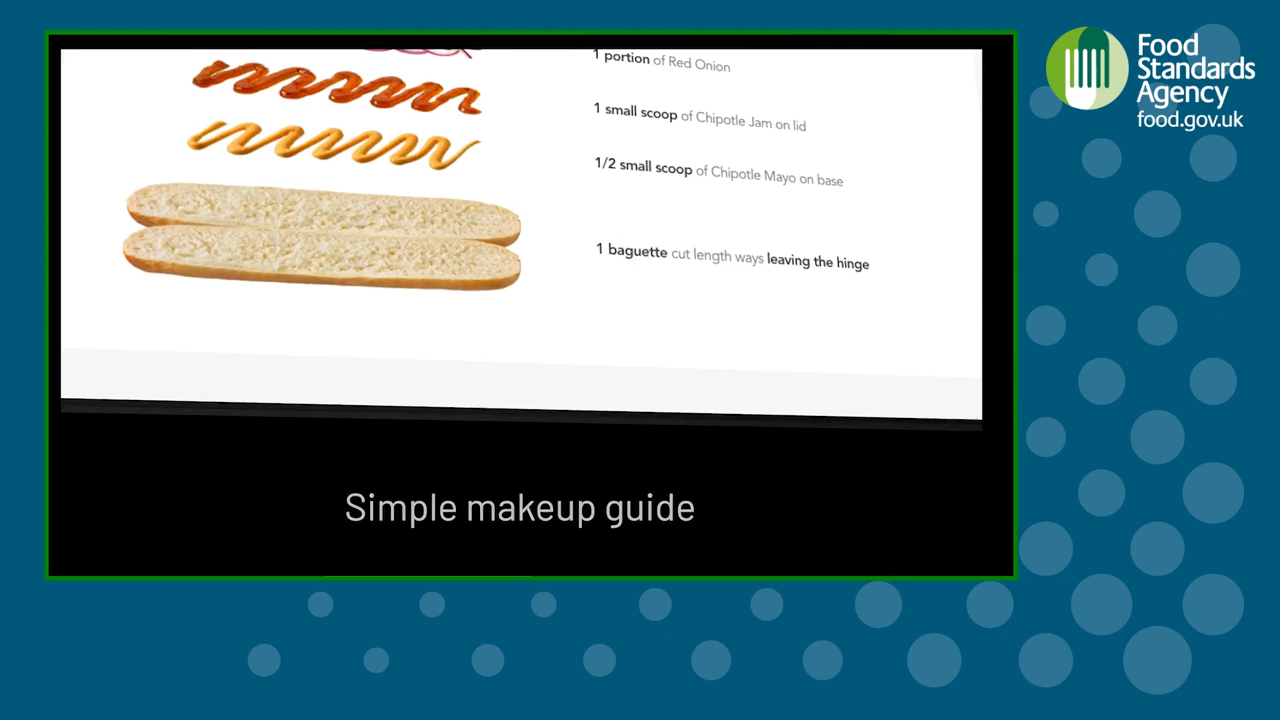 1 portion of Red Onion
1 small scoop of Chipotle Jam on lid
1/2 small scoop of Chipotle Mayo on base
1 baguette cut length ways leaving the hinge
Simple makeup guide
Food
Standards
Agency
food.gov.uk